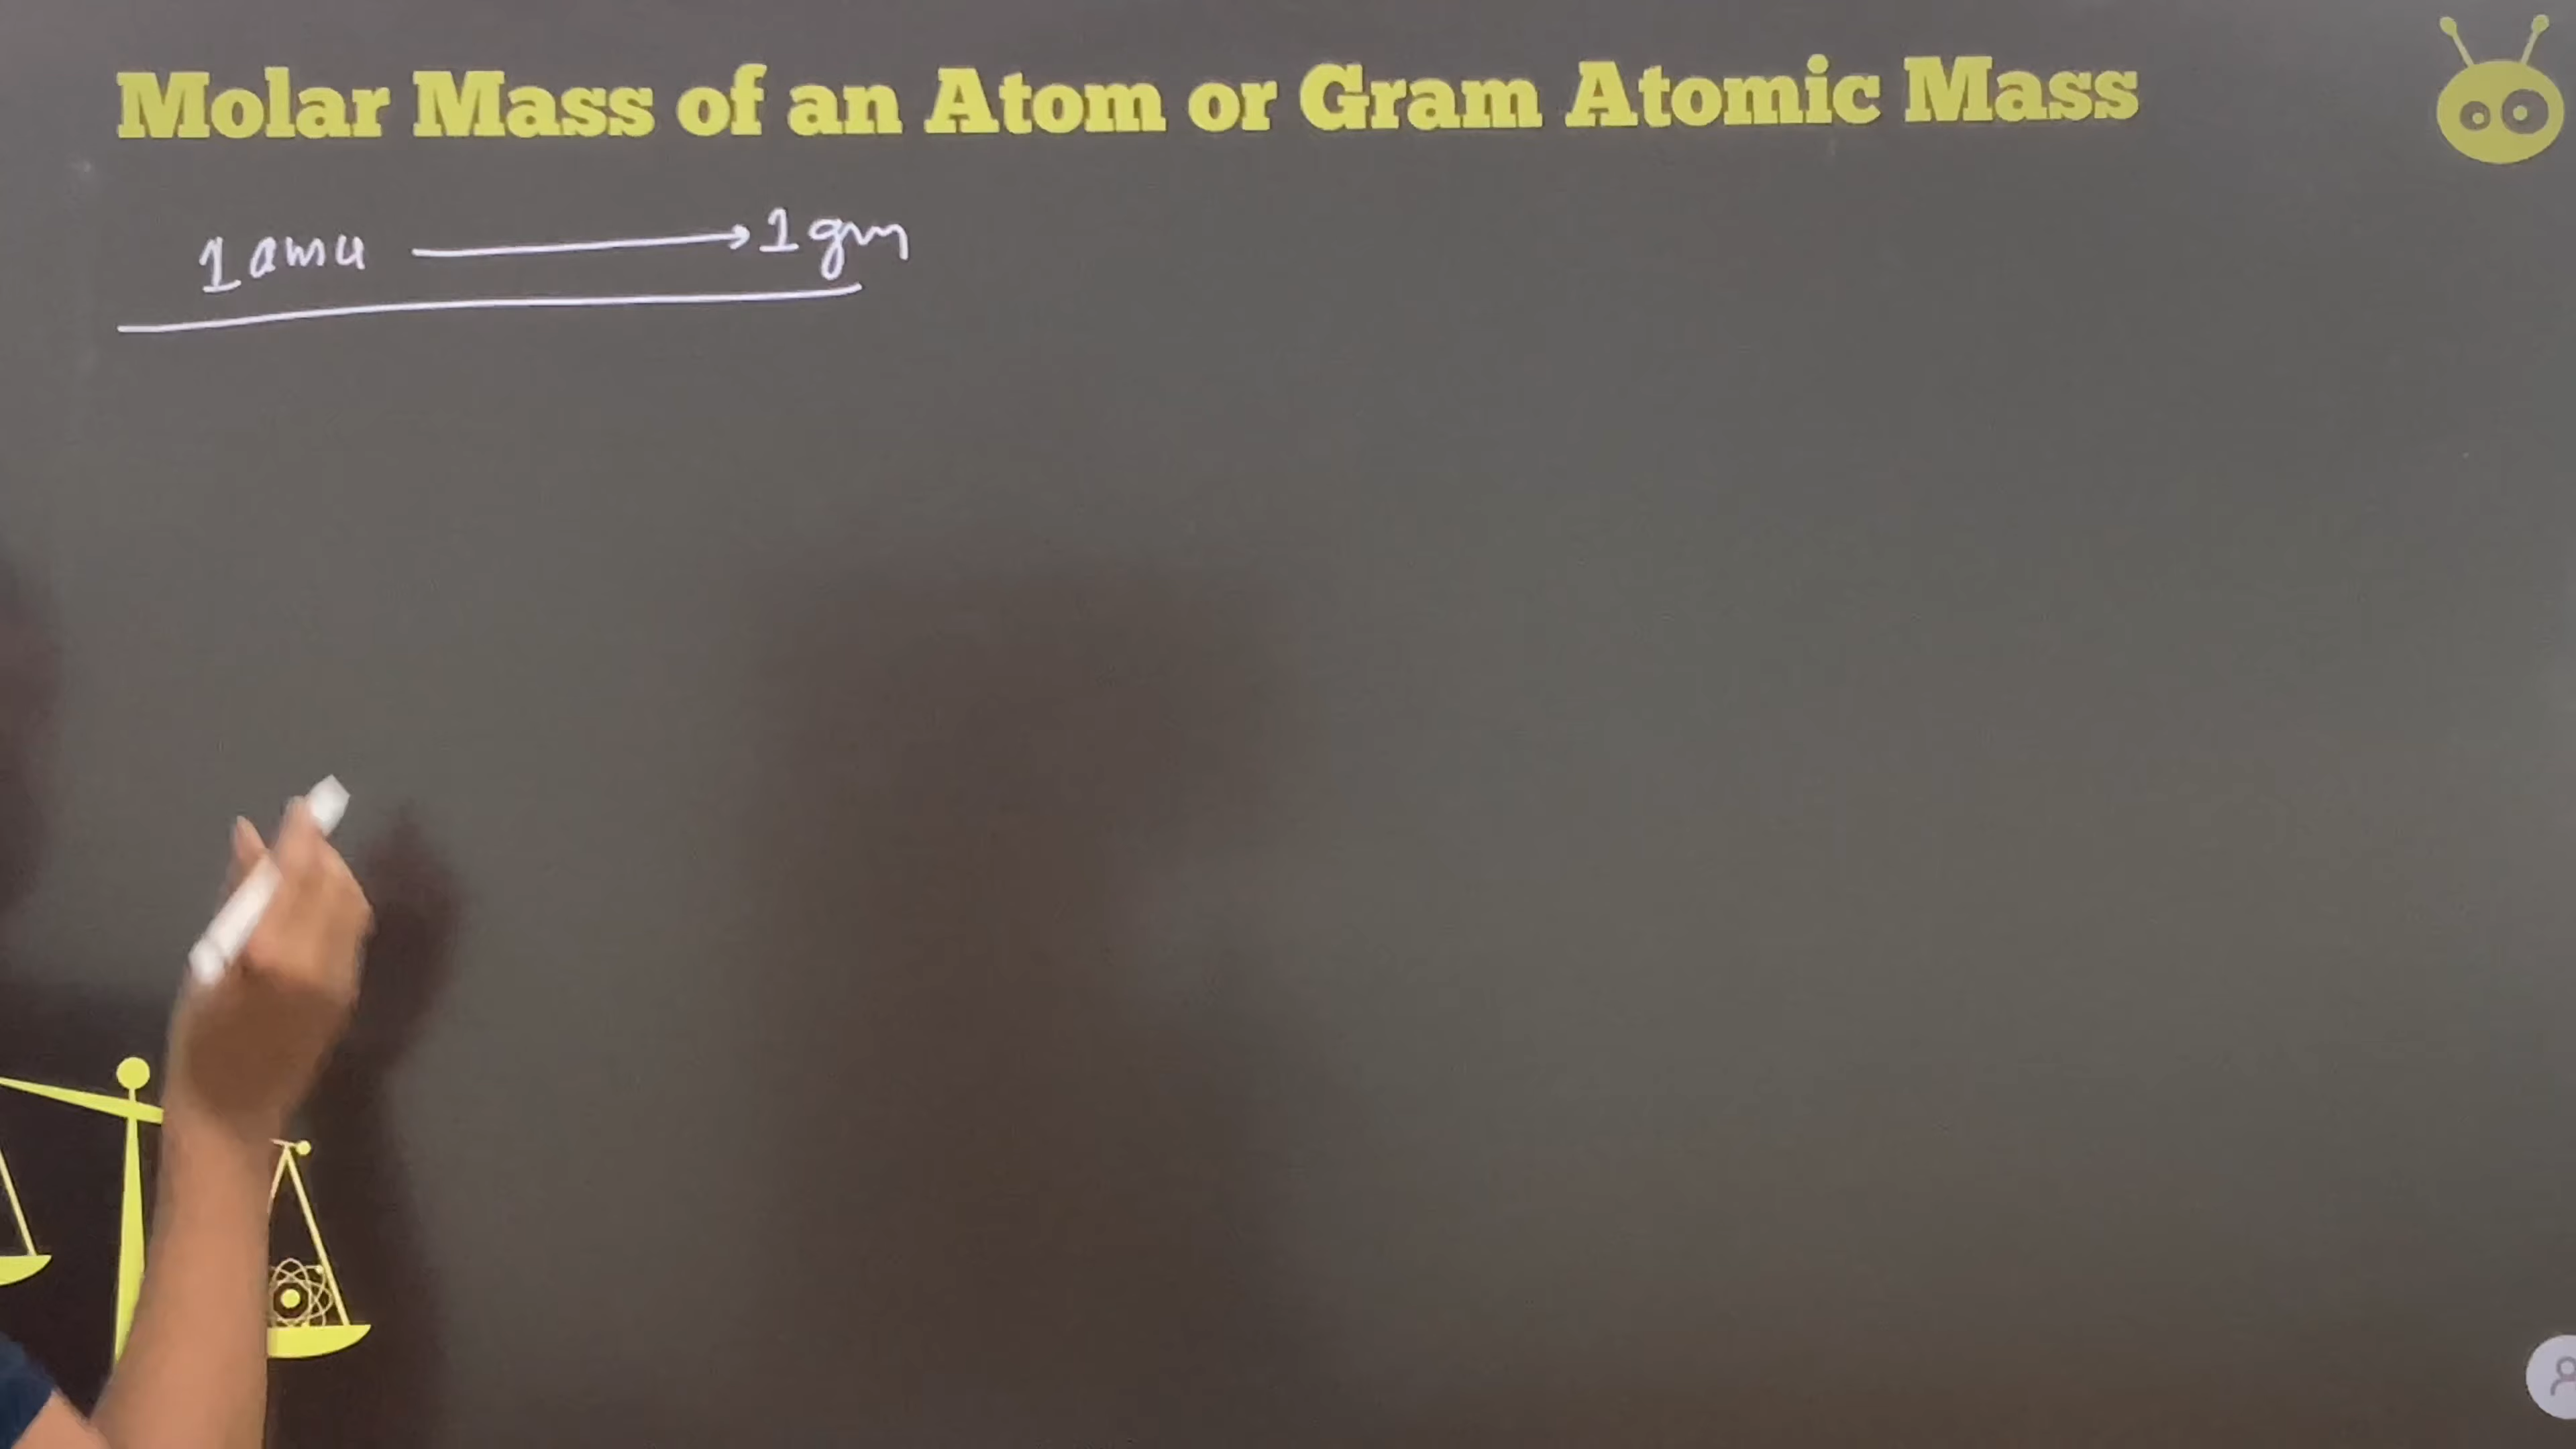 Molar Mass of an Atom or Gram Atomic Mass
1 amu → 1 gm